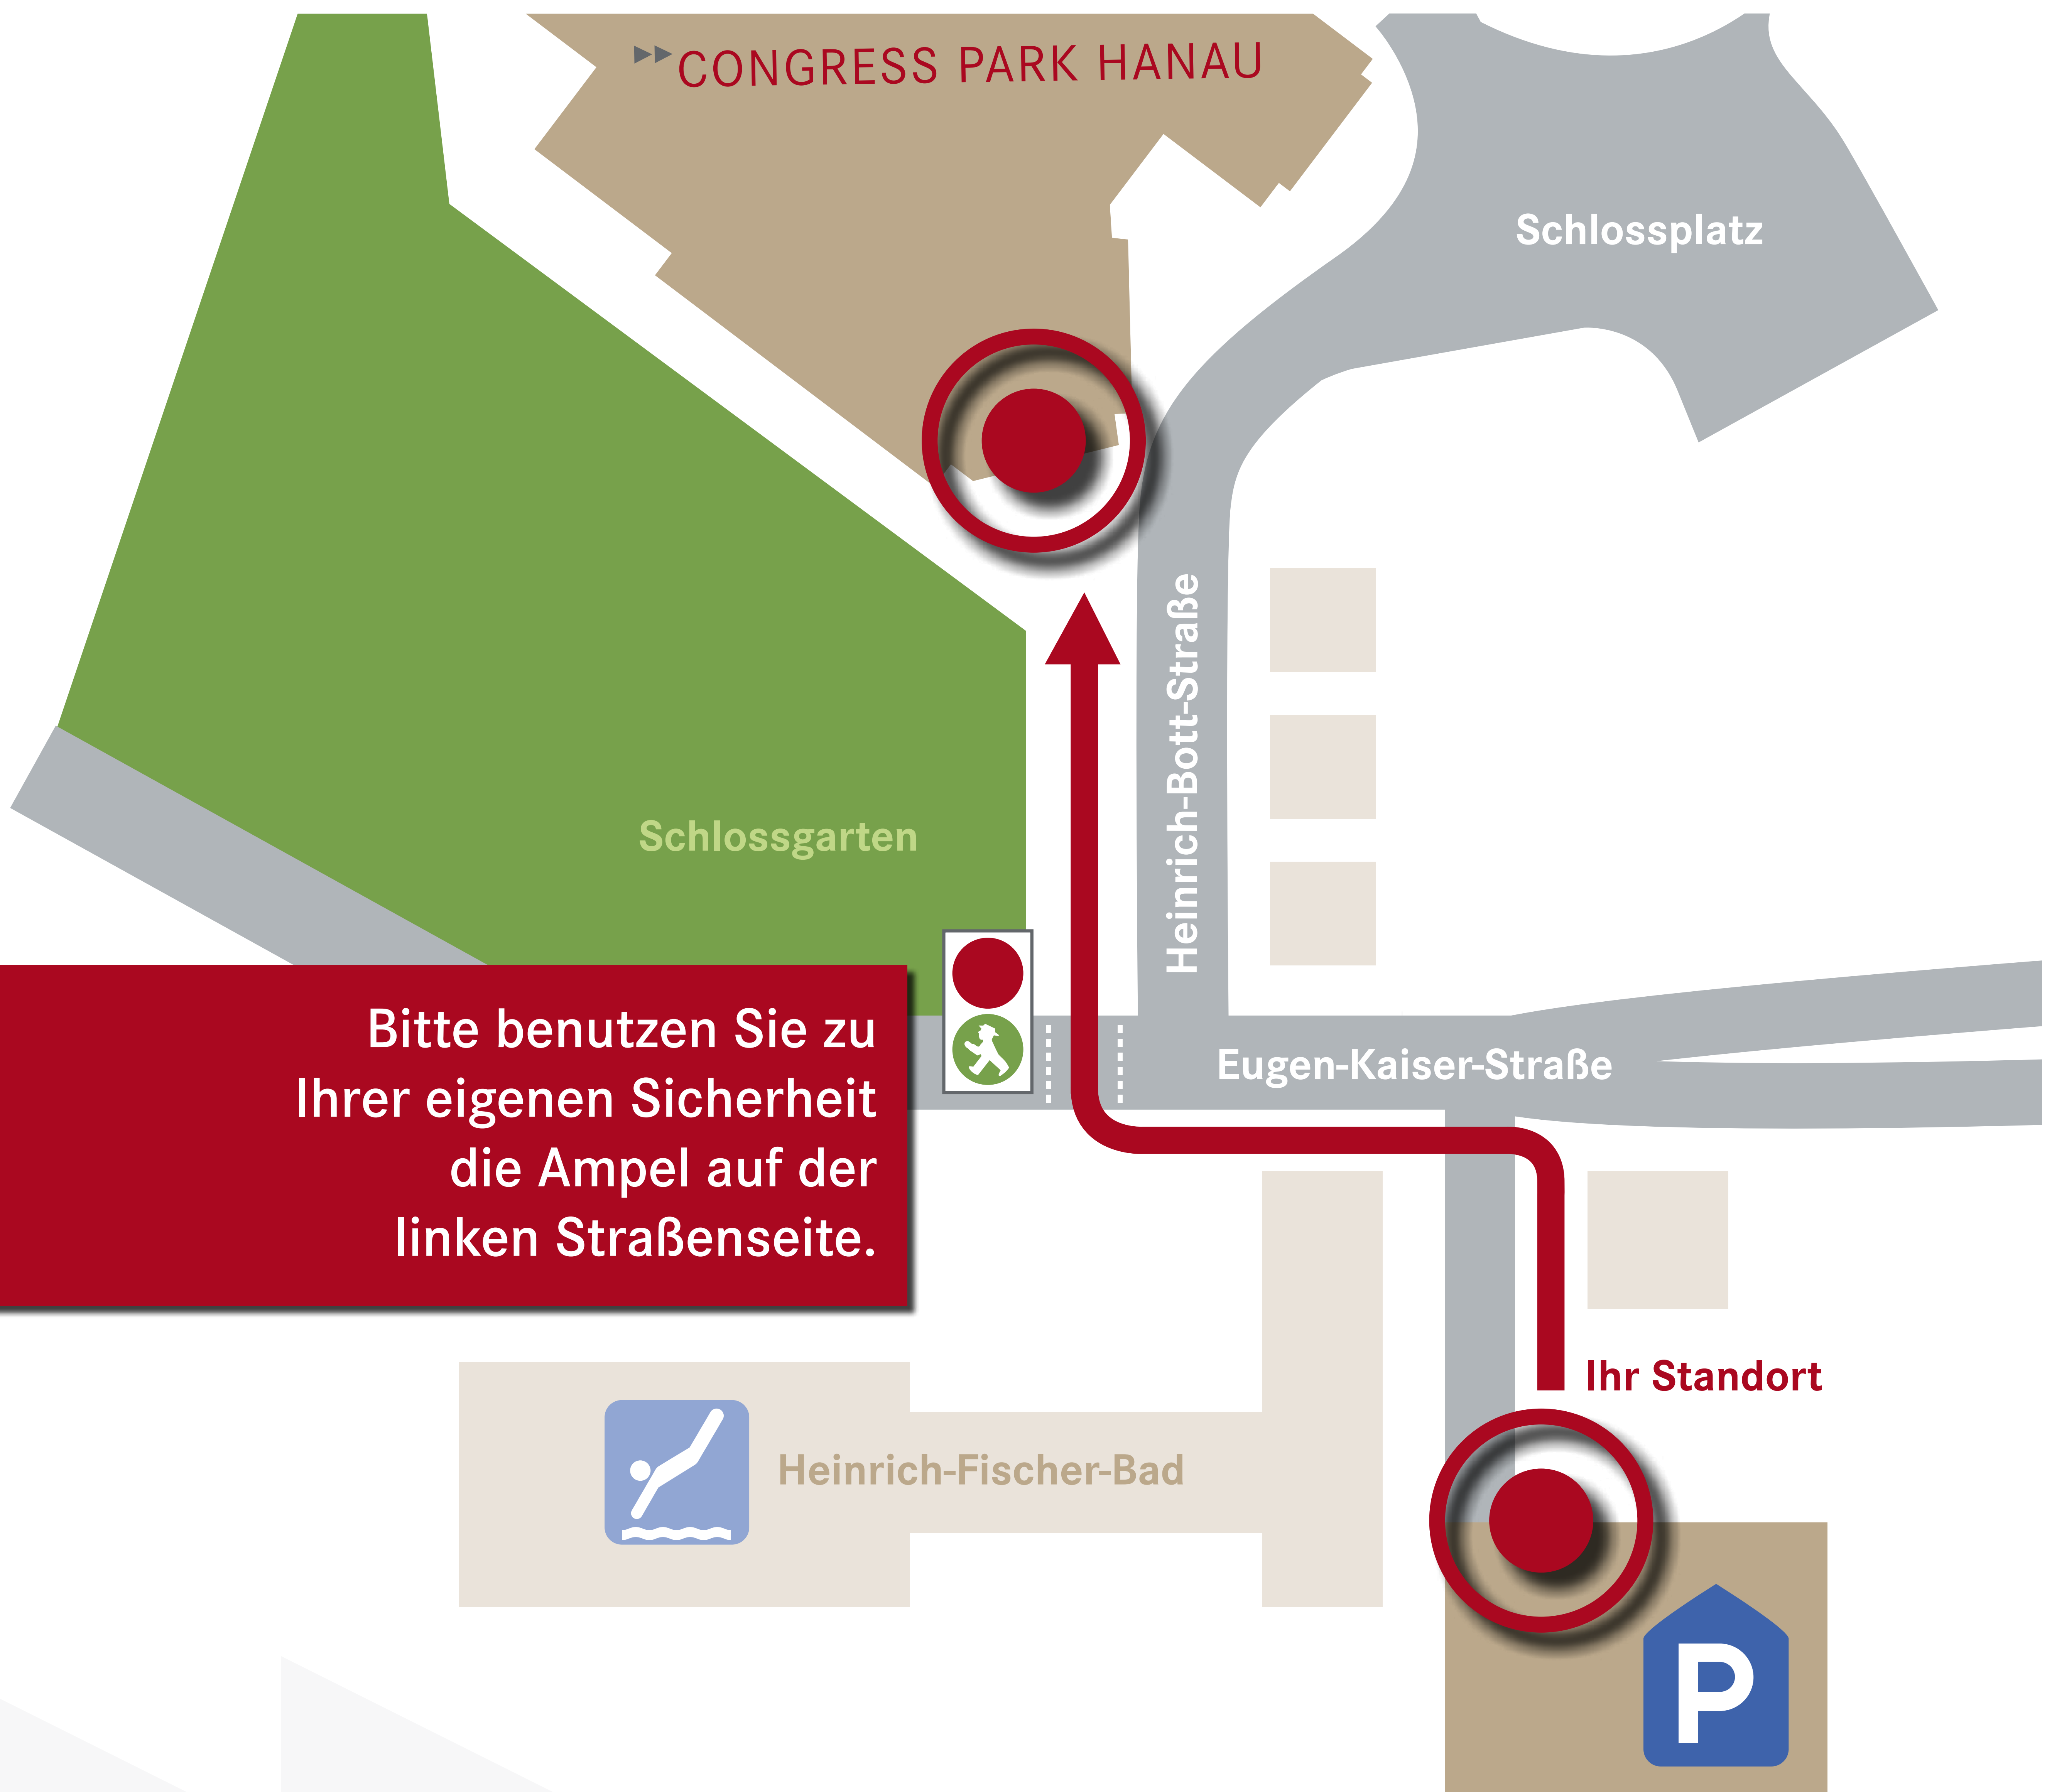 CONGRESS PARK HANAU
Schlossplatz
Heinrich-Bott-Straße
Schlossgarten
Bitte benutzen Sie zu
Ihrer eigenen Sicherheit
die Ampel auf der
linken Straßenseite.
Eugen-Kaiser-Straße
Ihr Standort
Heinrich-Fischer-Bad
P